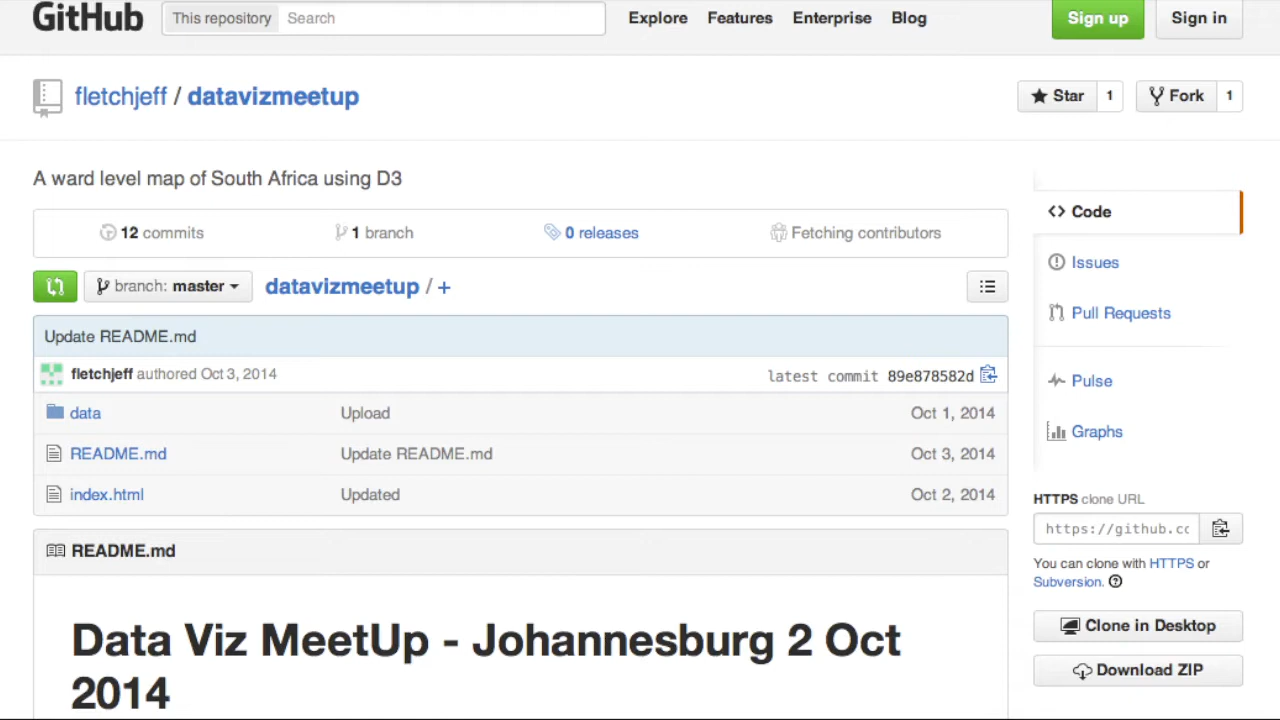 GitHub This repository Search Explore Features Enterprise Blog Sign up Sign in
fletchjeff / datavizmeetup Star 1 Fork 1
A ward level map of South Africa using D3
12 commits 1 branch 0 releases Fetching contributors
branch: master datavizmeetup / +
Update README.md
fletchjeff authored Oct 3, 2014 latest commit 89e878582d
data Upload Oct 1, 2014
README.md Update README.md Oct 3, 2014
index.html Updated Oct 2, 2014
README.md
Data Viz MeetUp - Johannesburg 2 Oct
2014
Code
Issues
Pull Requests
Pulse
Graphs
HTTPS clone URL
https://github.cc
You can clone with HTTPS or
Subversion.
Clone in Desktop
Download ZIP